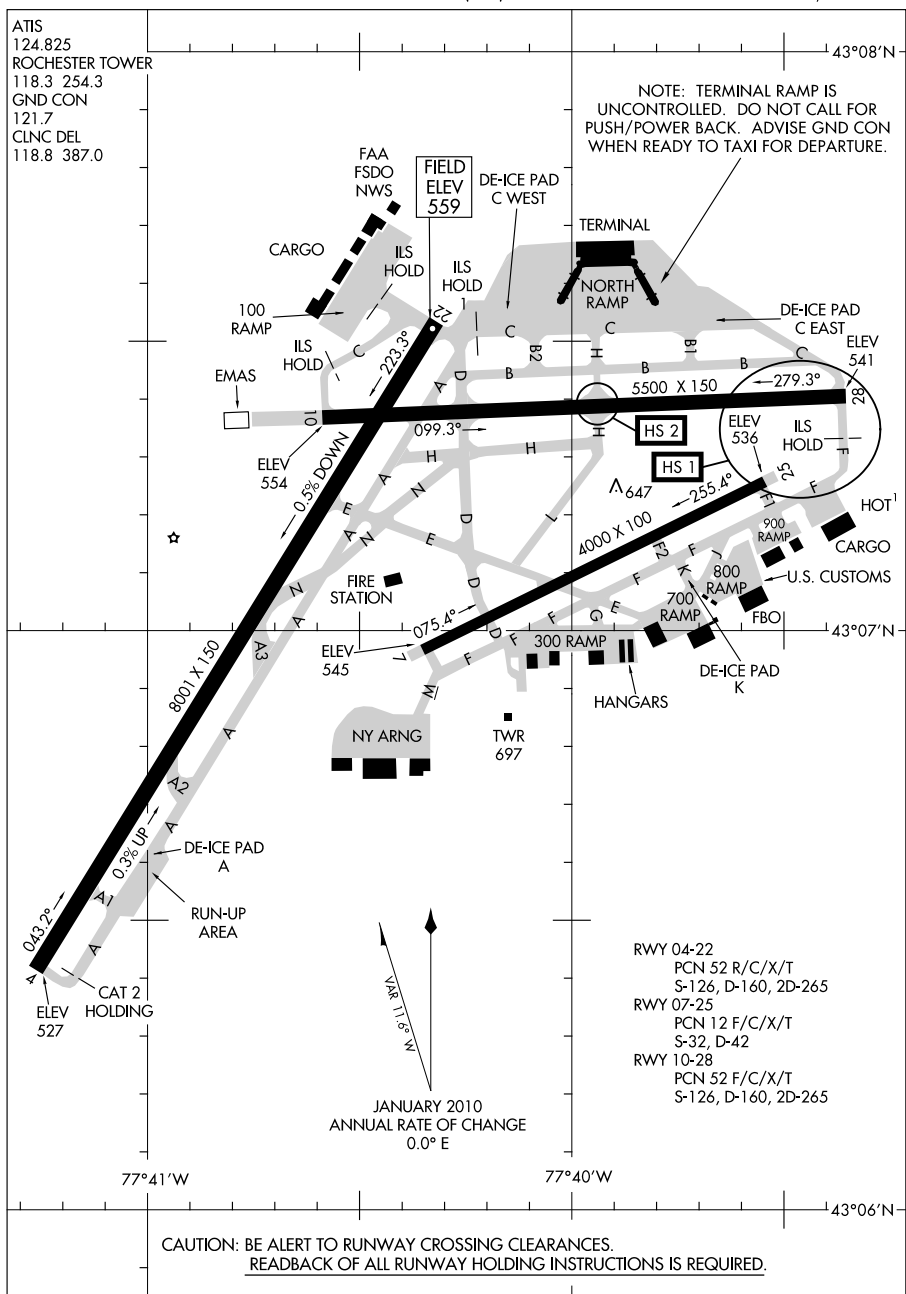 ATIS
124.825
ROCHESTER TOWER
118.3 254.3
GND CON
121.7
CLNC DEL
118.8 387.0
43°08'N
NOTE: TERMINAL RAMP IS
UNCONTROLLED. DO NOT CALL FOR
PUSH/POWER BACK. ADVISE GND CON
WHEN READY TO TAXI FOR DEPARTURE.
FAA
FSDO
NWS
FIELD
ELEV
559
DE-ICE PAD
C WEST
TERMINAL
CARGO
ILS
HOLD
ILS
HOLD
NORTH
RAMP
100
RAMP
DE-ICE PAD
C EAST
22
C
C
C
ELEV
541
ILS
HOLD
C
223.3°
B2
H
B1
EMAS
A
D
B
B
B
5500 X 150
279.3°
28
10
099.3°
HS 2
ELEV
536
ILS
HOLD
F
H
ELEV
554
0.5% DOWN
H
H
HS 1
25
A
N
647
255.4°
F1
F
HOT1
E
A
D
L
4000 X 100
900
RAMP
CARGO
N
E
F2
F
J
U.S. CUSTOMS
FIRE
STATION
D
F
K
800
RAMP
N
A
075.4°
F
E
G
700
RAMP
FBO
43°07'N
A3
ELEV
545
7
D
F
F
300 RAMP
F
DE-ICE PAD
K
8001 X 150
W
HANGARS
A
NY ARNG
TWR
697
A2
0.3% UP
A
DE-ICE PAD
A
A1
RUN-UP
AREA
043.2°
A
4
CAT 2
HOLDING
ELEV
527
VAR 11.6° W
RWY 04-22
PCN 52 R/C/X/T
S-126, D-160, 2D-265
RWY 07-25
PCN 12 F/C/X/T
S-32, D-42
RWY 10-28
PCN 52 F/C/X/T
S-126, D-160, 2D-265
JANUARY 2010
ANNUAL RATE OF CHANGE
0.0° E
77°41'W
77°40'W
43°06'N
CAUTION: BE ALERT TO RUNWAY CROSSING CLEARANCES.
READBACK OF ALL RUNWAY HOLDING INSTRUCTIONS IS REQUIRED.